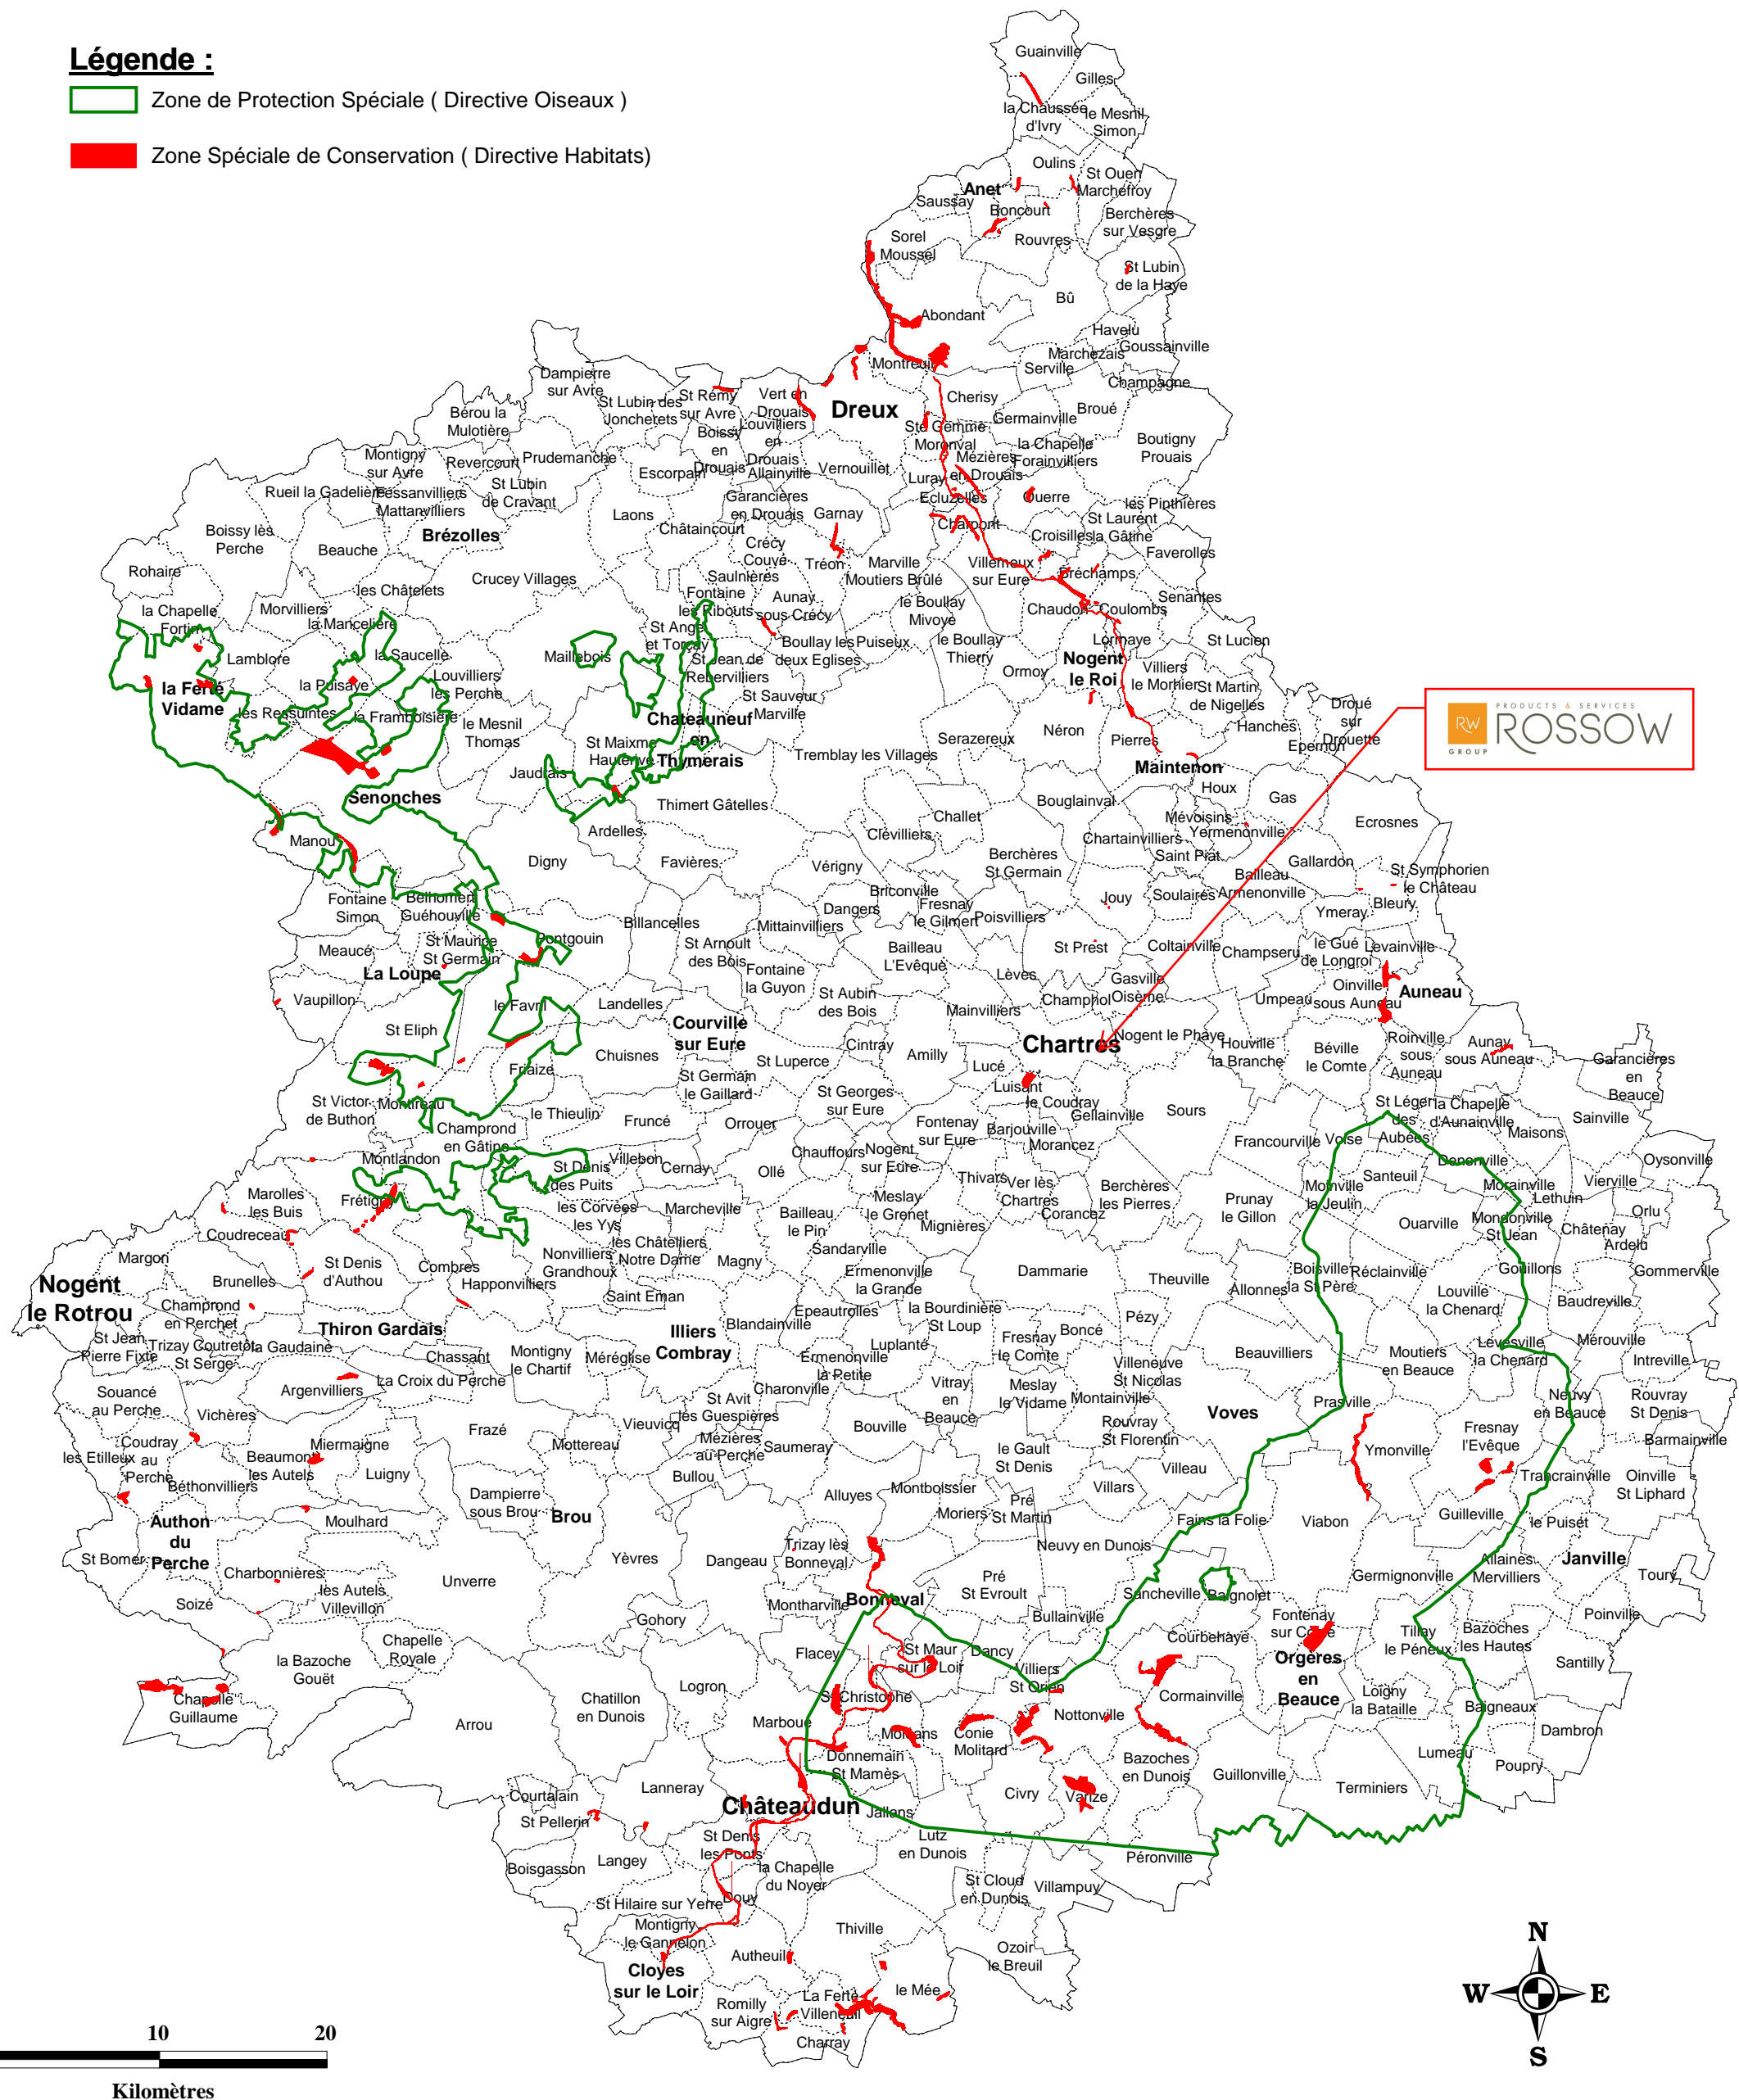 Légende :
Zone de Protection Spéciale ( Directive Oiseaux )
Zone Spéciale de Conservation ( Directive Habitats)
Guainville
Gilles
la Chaussée
d'Ivry
le Mesnil
Simon
Oulins
St Ouen
Marchefroy
Anet
Saussay
Boncourt
Berchères
sur Vesgre
Rouvres
Sorel
Moussel
St Lubin
de la Haye
Bû
Abondant
Havelu
Goussainville
Marchezais
Serville
Montreuil
Champagne
Dampierre
sur Avre
St Lubin des
Joncherets
St Rémy
sur Avre
Vert en
Drouais
Dreux
Cherisy
Germainville
Broué
Bérou la
Mulotière
Louvilliers
en
Drouais
Boissy
en
Drouais
Ste Gemme
Moronval
la Chapelle
Forainvilliers
Boutigny
Prouais
Mézières
en Drouais
Montigny
sur Avre
Revercourt
Prudemanche
Escorpain
Allainville
Vernouillet
Luray
Ecluzelles
Ouerre
les Pinthières
Rueil la Gadelière
Fessanvilliers
Mattanvilliers
St Lubin
de Cravant
Laons
Garancières
en Drouais
Garnay
Charpont
St Laurent
la Gâtine
Croisilles
Faverolles
Boissy lès
Perche
Beauche
Brézolles
Châtaincourt
Crécy
Couvé
Tréon
Marville
Moutiers Brûlé
Villemeux
sur Eure
Bréchamps
Rohaire
Crucey Villages
Saulnières
Fontaine
les Ribouts
Aunay
sous Crécy
le Boullay
Mivoye
Chaudon
Coulombs
Senantes
la Chapelle
Fortin
Morvilliers
les Châtelets
la Mancelière
St Ange
et Torçay
Boullay les
deux Eglises
Puiseux
le Boullay
Thierry
Lormaye
St Lucien
Lamblore
la Saucelle
Maillebois
St Jean de
Rebervilliers
Ormoy
Nogent
le Roi
Villiers
le Morhier
la Ferté
Vidame
la Puisaye
Louvilliers
lès Perche
St Sauveur
Marville
St Martin
de Nigelles
les Ressuintes
la Framboisière
le Mesnil
Thomas
Chateauneuf
en
Thymerais
Serazereux
Néron
Pierres
Hanches
Droué
sur
Drouette
Epernon
PRODUCTS & SERVICES
RW
GROUP
ROSSOW
St Maixme
Hauterive
Tremblay les Villages
Maintenon
Jaudrais
Senonches
Thimert Gâtelles
Houx
Gas
Bouglainval
Challet
Mévoisins
Yermenonville
Ecrosnes
Manou
Ardelles
Clévilliers
Chartainvilliers
Saint Piat
Digny
Favières
Vérigny
Berchères
St Germain
Gallardon
St Symphorien
le Château
Bailleau
Armenonville
Briconville
Fresnay
le Gilmert
Jouy
Soulaires
Bleury
Fontaine
Simon
Belhomert
Guéhouville
Billancelles
Dangers
Poisvilliers
Ymeray
Mittainvilliers
Meaucé
St Maurice
St Germain
Pontgouin
St Arnoult
des Bois
Bailleau
L'Evêque
St Prest
Coltainville
Champseru
le Gué
de Longroi
Levainville
La Loupe
Fontaine
la Guyon
Lèves
Gasville
Oisème
Oinville
sous Auneau
Auneau
Vaupillon
le Favril
Landelles
St Aubin
des Bois
Mainvilliers
Champhol
Umpeau
St Eliph
Courville
sur Eure
Chartres
Nogent le Phaye
Houville
la Branche
Béville
le Comte
Roinville
sous
Auneau
Aunay
sous Auneau
Garancières
en
Beauce
Chuisnes
Cintray
Amilly
St Luperce
Lucé
Friaize
St Germain
le Gaillard
Luisant
le Coudray
St Georges
sur Eure
St Victor
de Buthon
Montireau
le Thieulin
Fruncé
Orrouer
Gellainville
Sours
St Léger
des
Aubées
la Chapelle
d'Aunainville
Sainville
Champrond
en Gâtine
Fontenay
sur Eure
Barjouville
Morancez
Francourville
Voise
Maisons
Montlandon
St Denis
des Puits
Villebon
Cernay
Ollé
Chauffours
Nogent
sur Eure
Denonville
Oysonville
Marolles
les Buis
Frétigny
les Corvées
les Yys
Marcheville
Thivars
Ver lès
Chartres
Corancez
Berchères
les Pierres
Moinville
la Jeulin
Santeuil
Morainville
Vierville
Lethuin
Meslay
le Grenet
Prunay
le Gillon
Coudreceau
Bailleau
le Pin
Mignières
Ouarville
Mondonville
St Jean
Orlu
Châtenay
Ardelu
Margon
St Denis
d'Authou
Combres
Nonvilliers
Grandhoux
les Châtelliers
Notre Dame
Magny
Sandarville
Dammarie
Theuville
Allonnes
Boisville
la St Père
Réclainville
Gouillons
Gommerville
Nogent
le Rotrou
Brunelles
Happonvilliers
Saint Eman
Ermenonville
la Grande
Louville
la Chenard
Baudreville
Champrond
en Perchet
Thiron Gardais
Epeautrolles
Blandainville
la Bourdinière
St Loup
Pézy
St Jean
Pierre Fixte
Trizay Coutretôt
St Serge
la Gaudaine
Illiers
Combray
Luplanté
Fresnay
le Comte
Boncé
Beauvilliers
Moutiers
en Beauce
Levesville
la Chenard
Mérouville
Intreville
Chassant
Montigny
le Chartif
Méréglise
Ermenonville
la Petite
Villeneuve
St Nicolas
Souancé
au Perche
Argenvilliers
La Croix du Perche
St Avit
les Guespières
Charonville
Vitray
en
Beauce
Meslay
le Vidame
Montainville
Voves
Prasville
Neuvy
en Beauce
Rouvray
St Denis
Vichères
Frazé
Vieuvicq
Bouville
Rouvray
St Florentin
Fresnay
l'Evêque
Barmainville
les Etilleux
Coudray
au
Perche
Beaumont
les Autels
Miermaigne
Mottereau
Mézières
au Perche
Saumeray
le Gault
St Denis
Ymonville
Béthonvilliers
Luigny
Bullou
Villeau
Trancrainville
Oinville
St Liphard
Dampierre
sous Brou
Alluyes
Montboissier
Villars
Authon
du
Perche
Moulhard
Brou
Moriers
Pré
St Martin
Fains la Folie
Viabon
Guilleville
le Puiset
St Bomer
Charbonnières
Yèvres
Dangeau
Trizay lès
Bonneval
Neuvy en Dunois
Allaines
Mervilliers
Janville
les Autels
Villevillon
Unverre
Pré
St Evroult
Sancheville
Baignolet
Germignonville
Toury
Soizé
Gohory
Montharville
Bonneval
Bullainville
Fontenay
sur Conie
Poinville
Chapelle
Royale
Flacey
St Maur
sur le Loir
Dancy
Courbehaye
Tillay
le Péneux
Bazoches
les Hautes
la Bazoche
Gouët
Villiers
St Orien
Orgères
en
Beauce
Santilly
Chapelle
Guillaume
Chatillon
en Dunois
Logron
St Christophe
Cormainville
Loigny
la Bataille
Baigneaux
Arrou
Marboue
Moléans
Conie
Molitard
Nottonville
Dambron
Donnemain
St Mamès
Bazoches
en Dunois
Lumeau
Poupry
Courtalain
Lanneray
Châteaudun
Civry
Varize
Guillonville
Terminiers
St Pellerin
Jallans
St Denis
les Ponts
Lutz
en Dunois
Péronville
Boisgasson
Langey
la Chapelle
du Noyer
St Cloud
en Dunois
Villampuy
St Hilaire sur Yerre
Douy
Montigny
le Gannelon
Thiville
Autheuil
Ozoir
le Breuil
Cloyes
sur le Loir
Romilly
sur Aigre
La Ferté
Villeneuil
le Mée
Charray
N
W E
S
10 20
Kilomètres